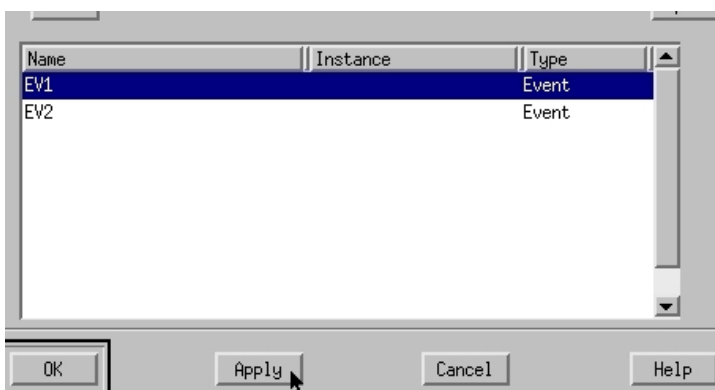 Name Instance Type
EV1 Event
EV2 Event
OK Apply Cancel Help